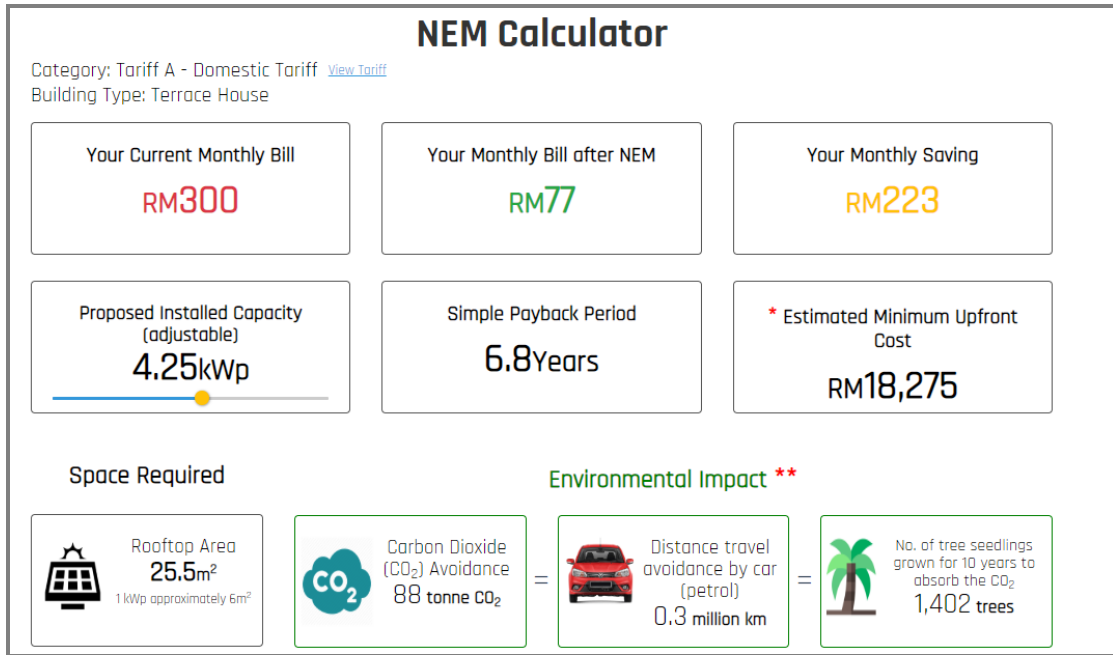 NEM Calculator
Category: Tariff A - Domestic Tariff View Tariff
Building Type: Terrace House
Your Current Monthly Bill
RM300
Your Monthly Bill after NEM
RM77
Your Monthly Saving
RM223
Proposed Installed Capacity
(adjustable)
4.25kWp
Simple Payback Period
6.8Years
* Estimated Minimum Upfront
Cost
RM18,275
Space Required
Environmental Impact **
Rooftop Area
25.5m²
1 kWp approximately 6m²
CO₂
Carbon Dioxide
(CO₂) Avoidance
88 tonne CO₂
=
Distance travel
avoidance by car
(petrol)
0.3 million km
=
No. of tree seedlings
grown for 10 years to
absorb the CO₂
1,402 trees